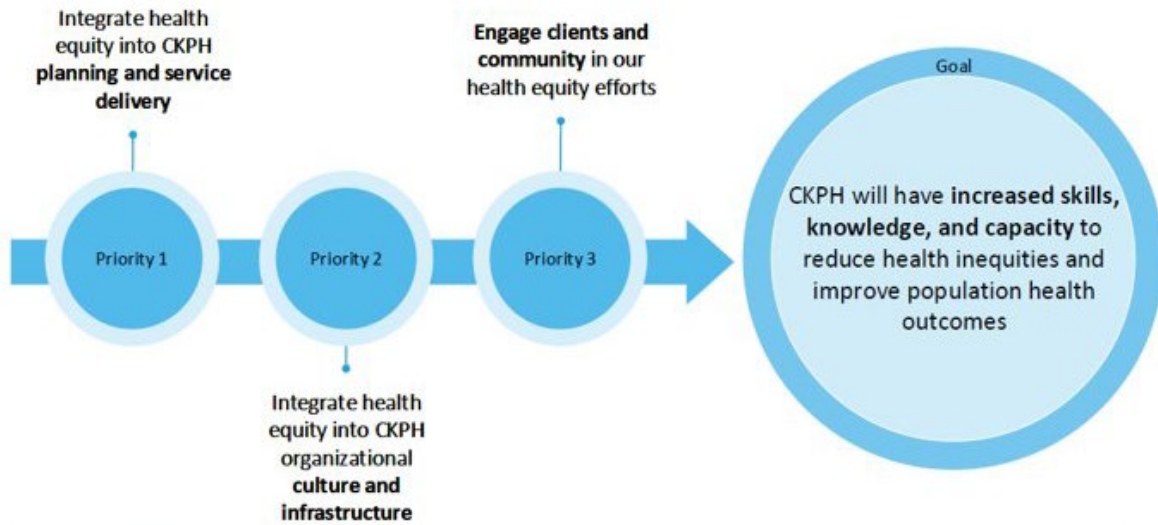 Integrate health
equity into CKPH
planning and service
delivery
Priority 1
Priority 2
Integrate health
equity into CKPH
organizational
culture and
infrastructure
Engage clients and
community in our
health equity efforts
Priority 3
Goal
CKPH will have increased skills,
knowledge, and capacity to
reduce health inequities and
improve population health
outcomes